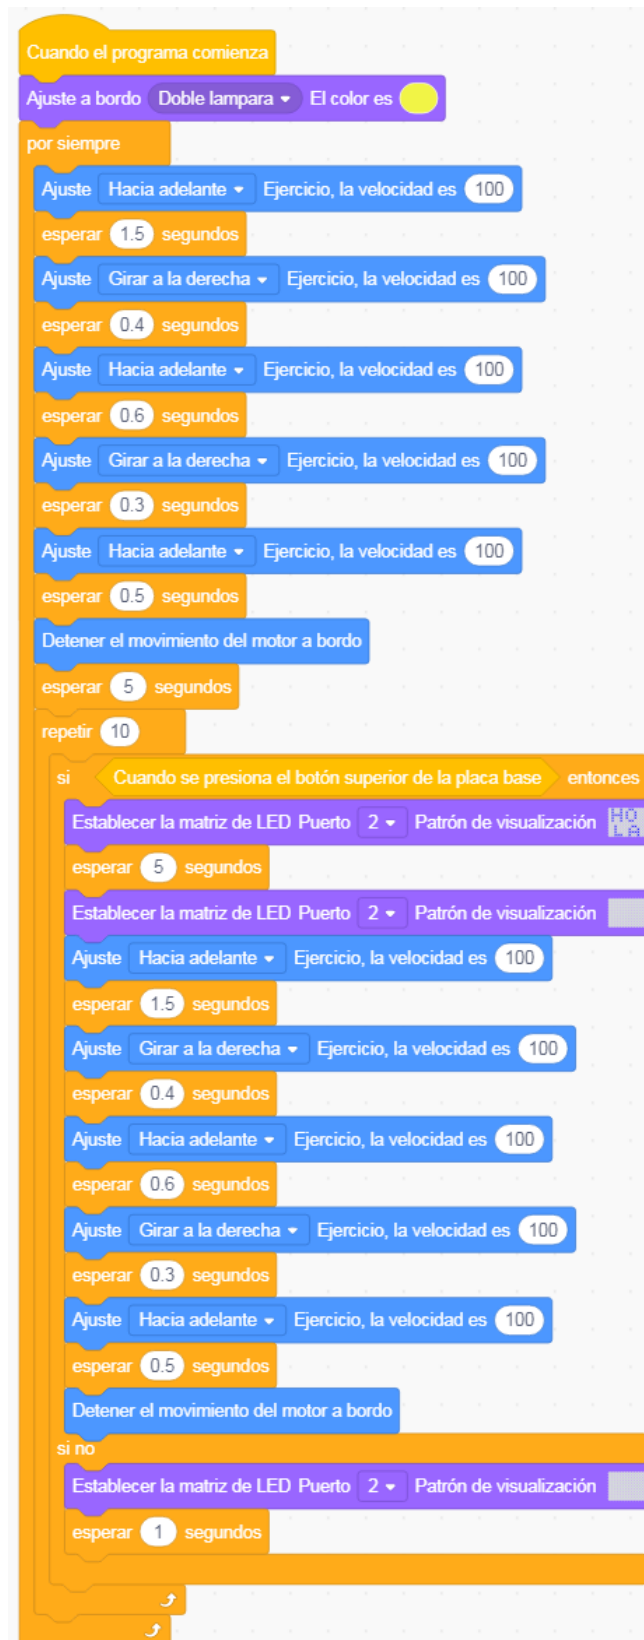 Cuando el programa comienza
Ajuste a bordo Doble lampara El color es
por siempre
Ajuste Hacia adelante Ejercicio, la velocidad es 100
esperar 1.5 segundos
Ajuste Girar a la derecha Ejercicio, la velocidad es 100
esperar 0.4 segundos
Ajuste Hacia adelante Ejercicio, la velocidad es 100
esperar 0.6 segundos
Ajuste Girar a la derecha Ejercicio, la velocidad es 100
esperar 0.3 segundos
Ajuste Hacia adelante Ejercicio, la velocidad es 100
esperar 0.5 segundos
Detener el movimiento del motor a bordo
esperar 5 segundos
repetir 10
si Cuando se presiona el botón superior de la placa base entonces
Establecer la matriz de LED Puerto 2 Patrón de visualización HO
LA
esperar 5 segundos
Establecer la matriz de LED Puerto 2 Patrón de visualización
Ajuste Hacia adelante Ejercicio, la velocidad es 100
esperar 1.5 segundos
Ajuste Girar a la derecha Ejercicio, la velocidad es 100
esperar 0.4 segundos
Ajuste Hacia adelante Ejercicio, la velocidad es 100
esperar 0.6 segundos
Ajuste Girar a la derecha Ejercicio, la velocidad es 100
esperar 0.3 segundos
Ajuste Hacia adelante Ejercicio, la velocidad es 100
esperar 0.5 segundos
Detener el movimiento del motor a bordo
si no
Establecer la matriz de LED Puerto 2 Patrón de visualización
esperar 1 segundos